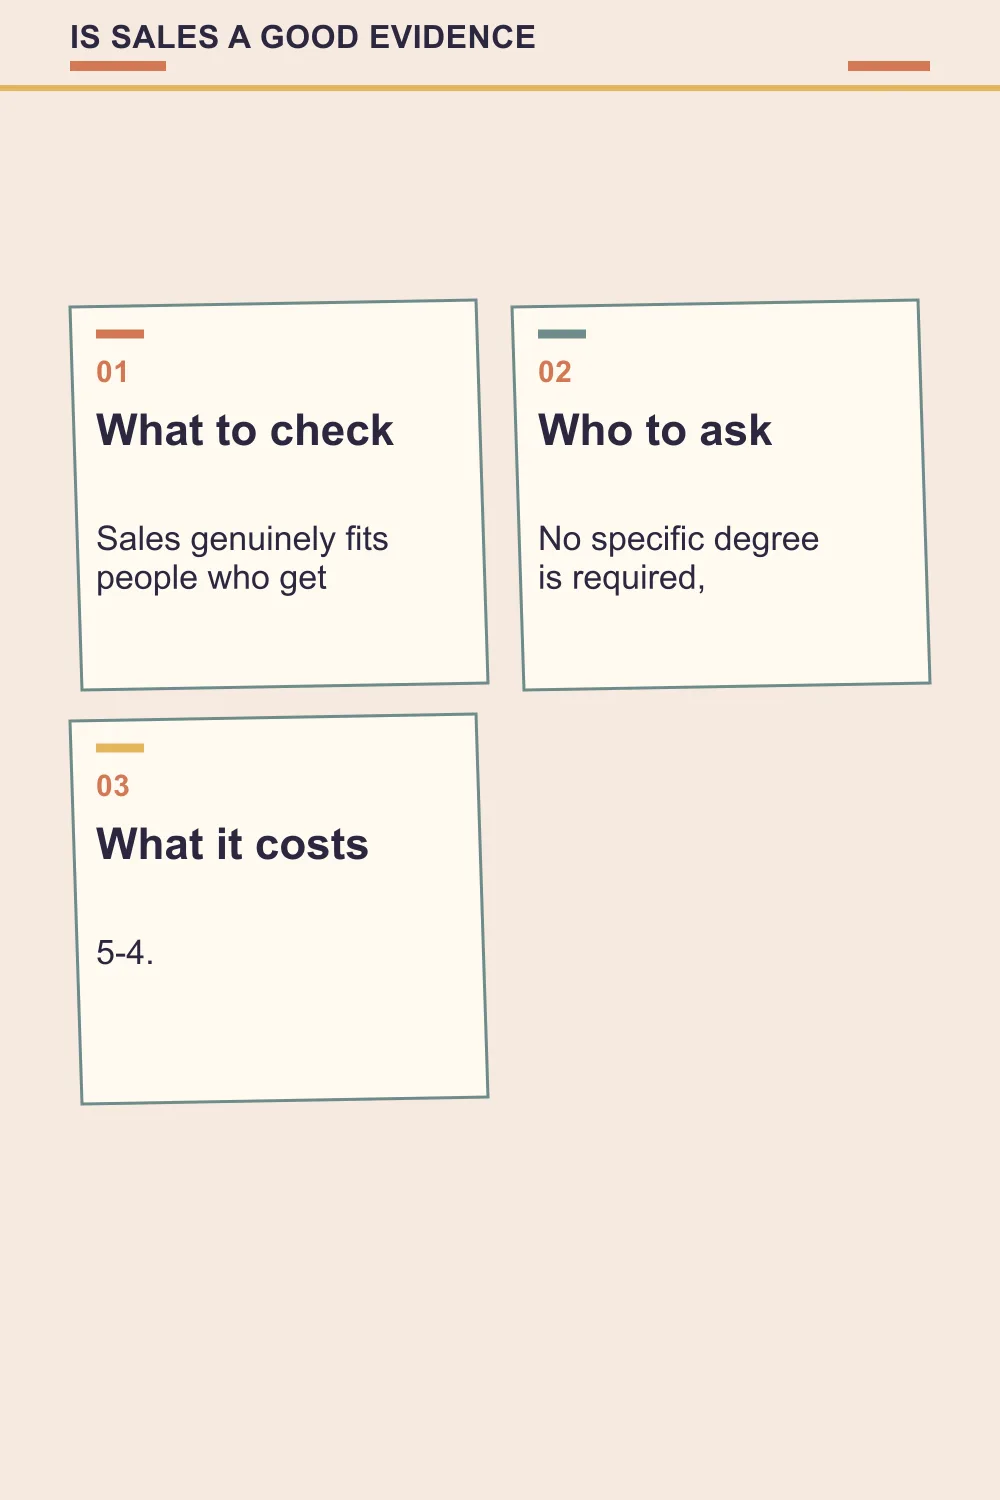 IS SALES A GOOD EVIDENCE
01
What to check
Sales genuinely fits
people who get
02
Who to ask
No specific degree
is required,
03
What it costs
5-4.